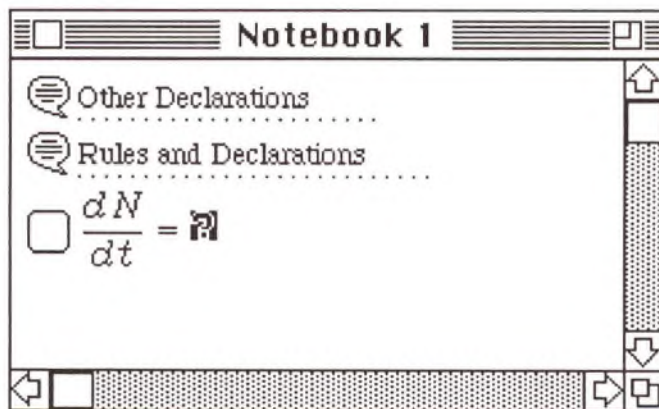 Notebook 1
Other Declarations
Rules and Declarations
dN/dt = ?